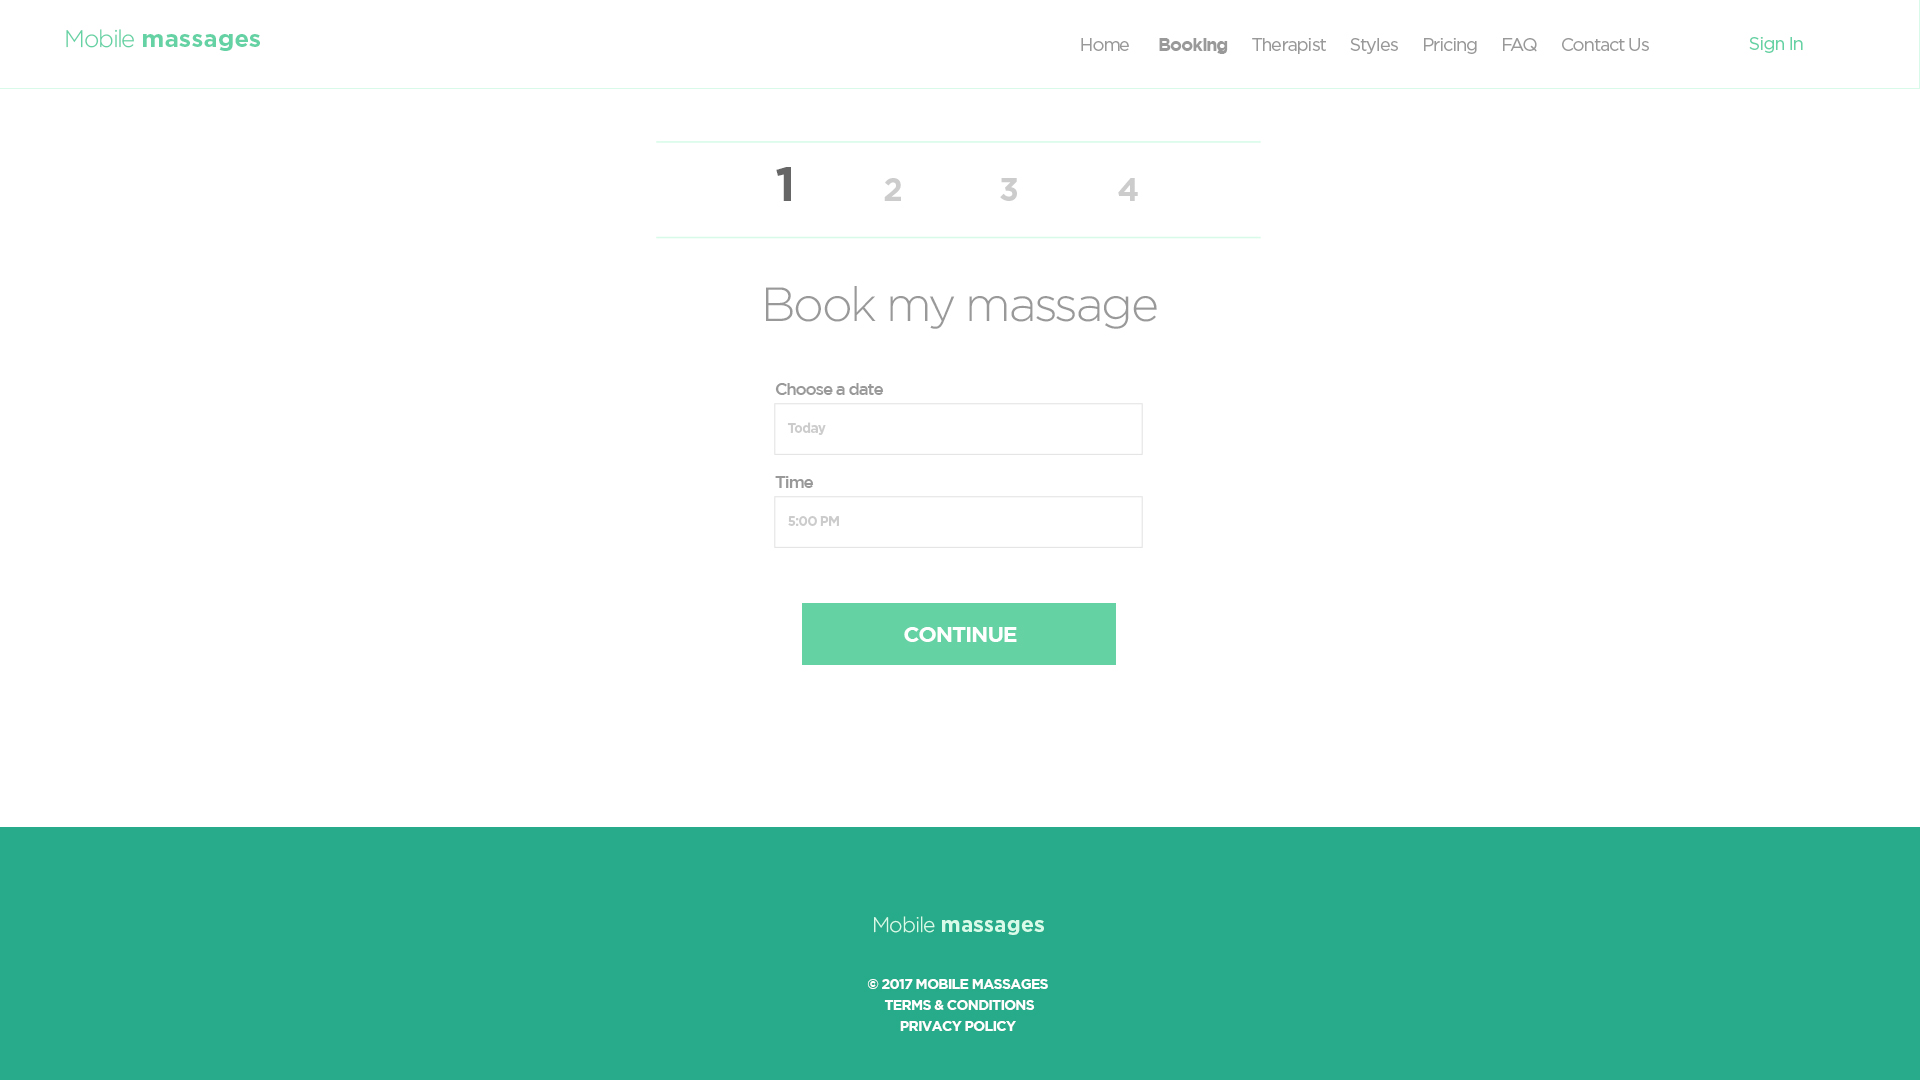 Mobile massages
Home Booking Therapist Styles Pricing FAQ Contact Us Sign In
1 2 3 4
Book my massage
Choose a date
Today
Time
5:00 PM
CONTINUE
Mobile massages
© 2017 MOBILE MASSAGES
TERMS & CONDITIONS
PRIVACY POLICY